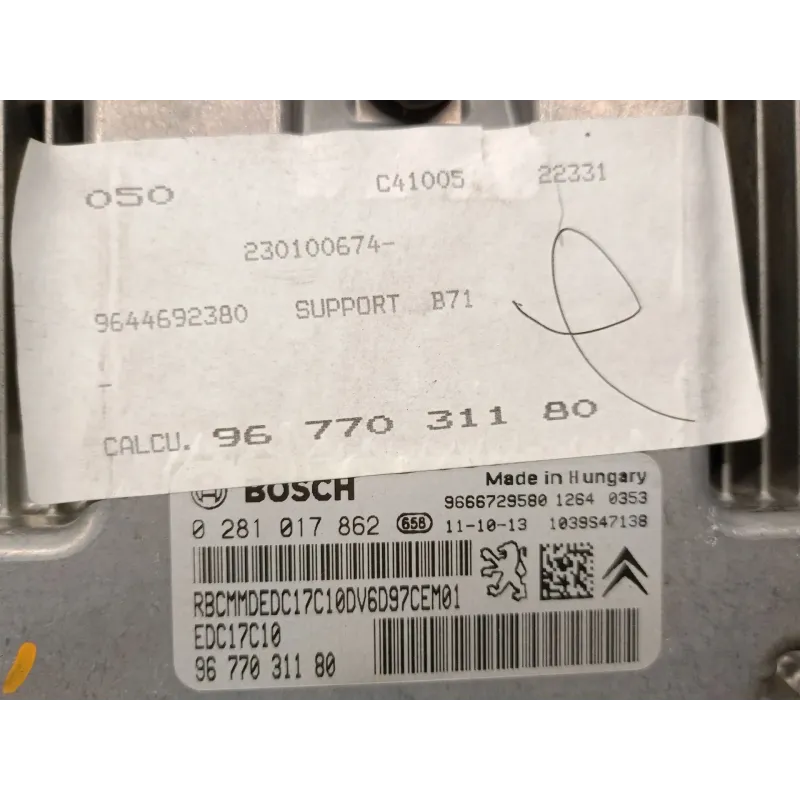 050 C41005 22331
230100674-
9644692380 SUPPORT B71
-
CALCU. 96 770 311 80
BOSCH Made in Hungary
9666729580 1264 0353
0 281 017 862 658 11-10-13 1039S47138
RBCMMDEDC17C10DV6D97CEM01
EDC17C10
96 770 311 80